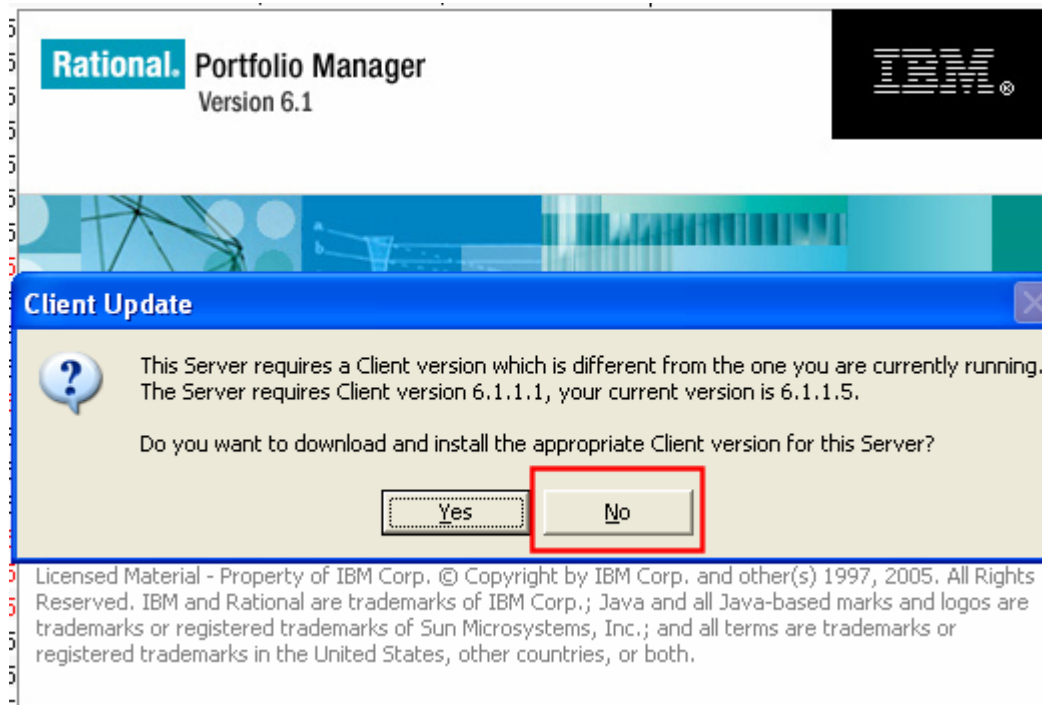 Rational. Portfolio Manager
Version 6.1
IBM®
Client Update
This Server requires a Client version which is different from the one you are currently running.
The Server requires Client version 6.1.1.1, your current version is 6.1.1.5.
Do you want to download and install the appropriate Client version for this Server?
Yes No
Licensed Material - Property of IBM Corp. © Copyright by IBM Corp. and other(s) 1997, 2005. All Rights
Reserved. IBM and Rational are trademarks of IBM Corp.; Java and all Java-based marks and logos are
trademarks or registered trademarks of Sun Microsystems, Inc.; and all terms are trademarks or
registered trademarks in the United States, other countries, or both.